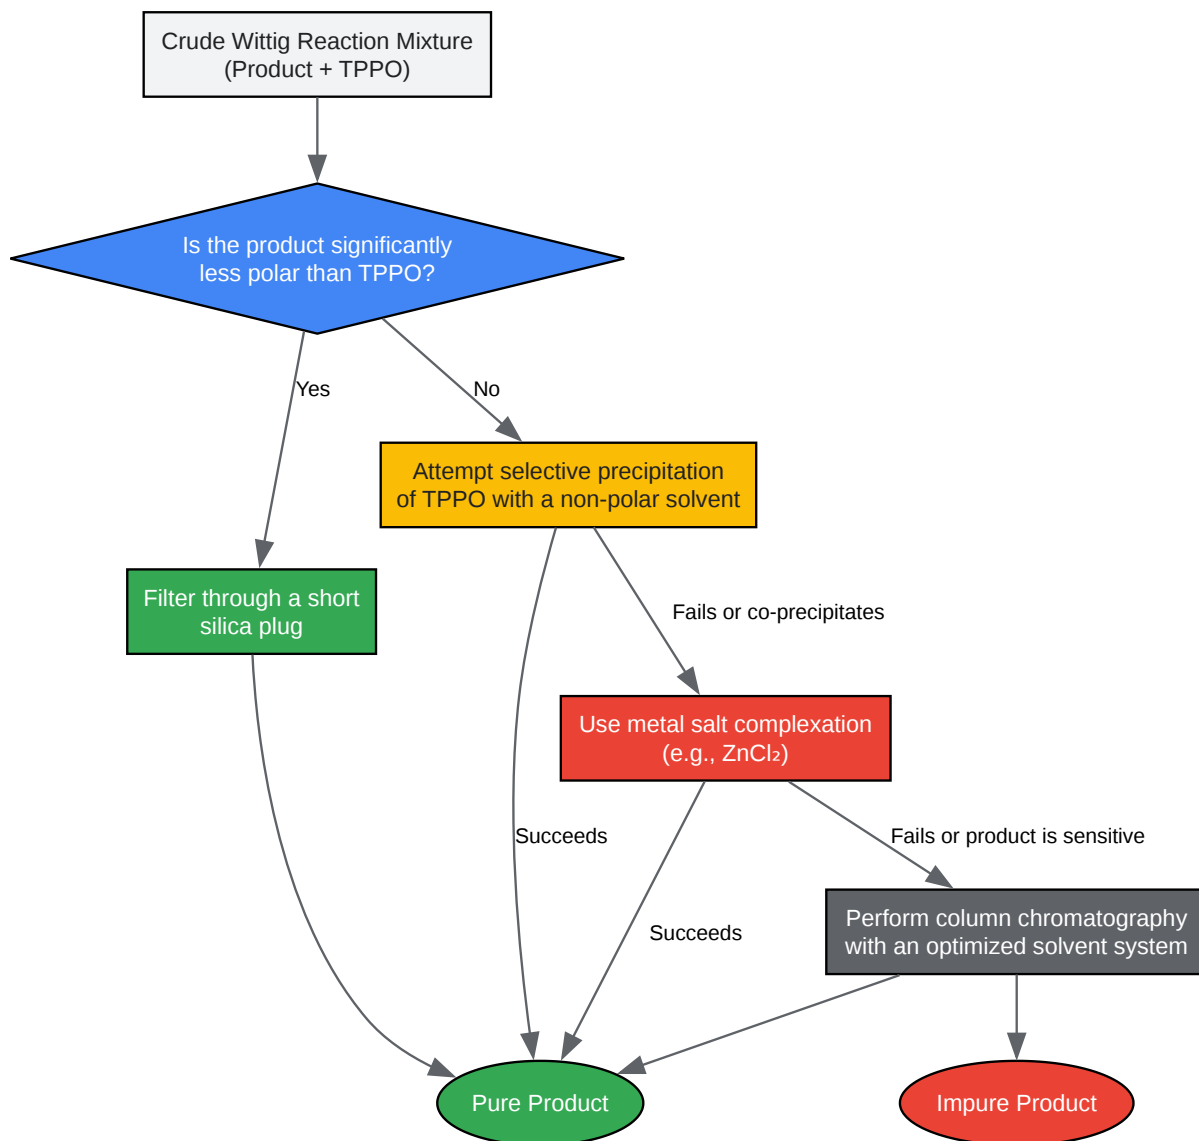 Crude Wittig Reaction Mixture
(Product + TPPO)
Is the product significantly
less polar than TPPO?
Yes
No
Attempt selective precipitation
of TPPO with a non-polar solvent
Filter through a short
silica plug
Fails or co-precipitates
Use metal salt complexation
(e.g., ZnCl₂)
Succeeds
Fails or product is sensitive
Succeeds
Perform column chromatography
with an optimized solvent system
Pure Product
Impure Product